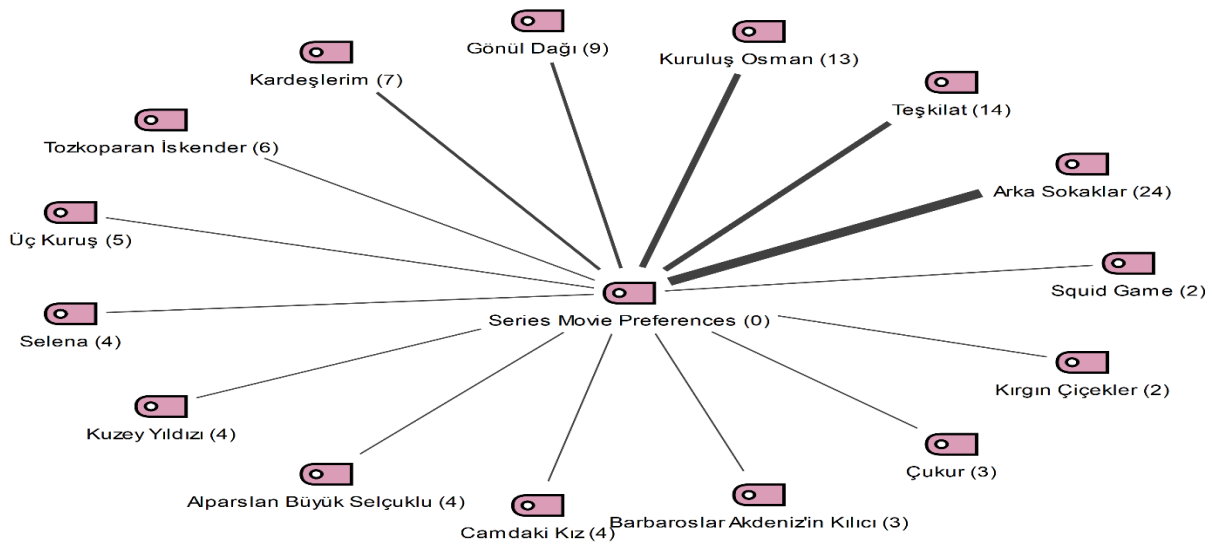 Gönül Dağı (9)
Kuruluş Osman (13)
Kardeşlerim (7)
Teşkilat (14)
Tozkoparan İskender (6)
Arka Sokaklar (24)
Üç Kuruş (5)
Squid Game (2)
Series Movie Preferences (0)
Selena (4)
Kırgın Çiçekler (2)
Kuzey Yıldızı (4)
Çukur (3)
Alparslan Büyük Selçuklu (4)
Barbaroslar Akdeniz'in Kılıcı (3)
Camdaki Kız (4)